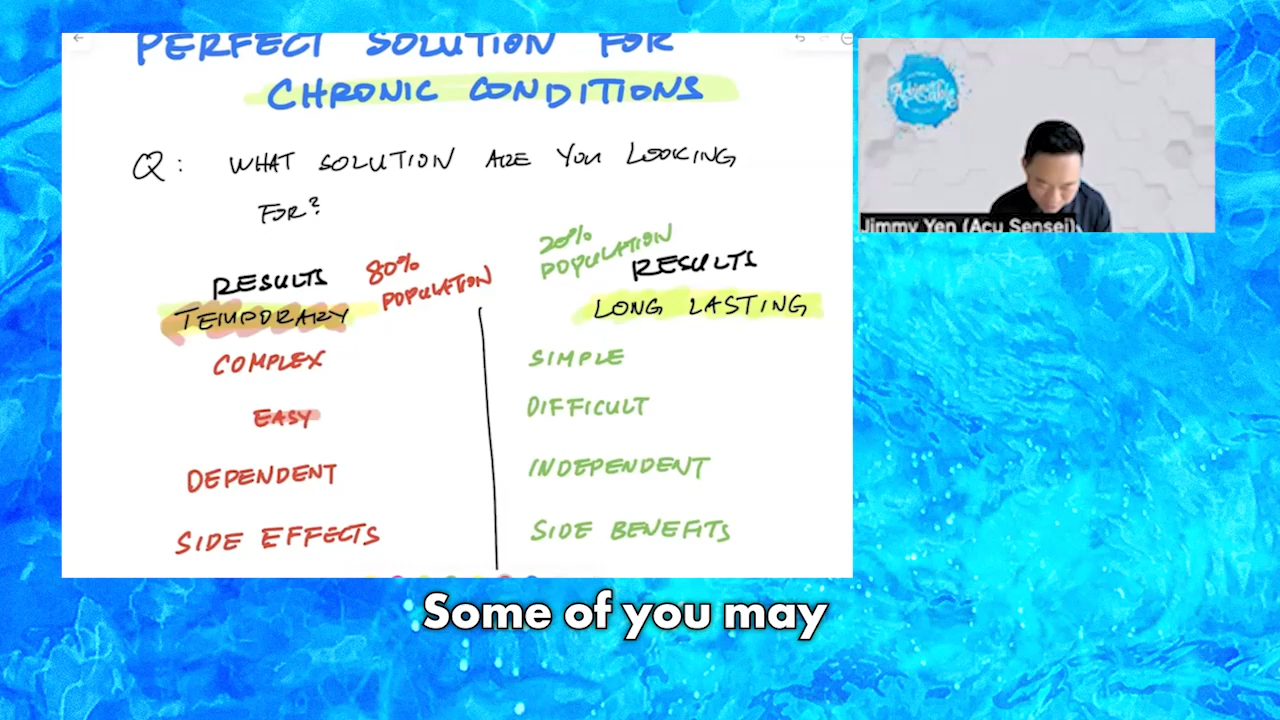 PERFECT SOLUTION FOR
CHRONIC CONDITIONS
Q: WHAT SOLUTION ARE YOU LOOKING
FOR?
RESULTS
80%
POPULATION
TEMPORARY
COMPLEX
EASY
DEPENDENT
SIDE EFFECTS
20%
POPULATION
RESULTS
LONG LASTING
SIMPLE
DIFFICULT
INDEPENDENT
SIDE BENEFITS
Jimmy Yen (Acu Sensei)
Some of you may